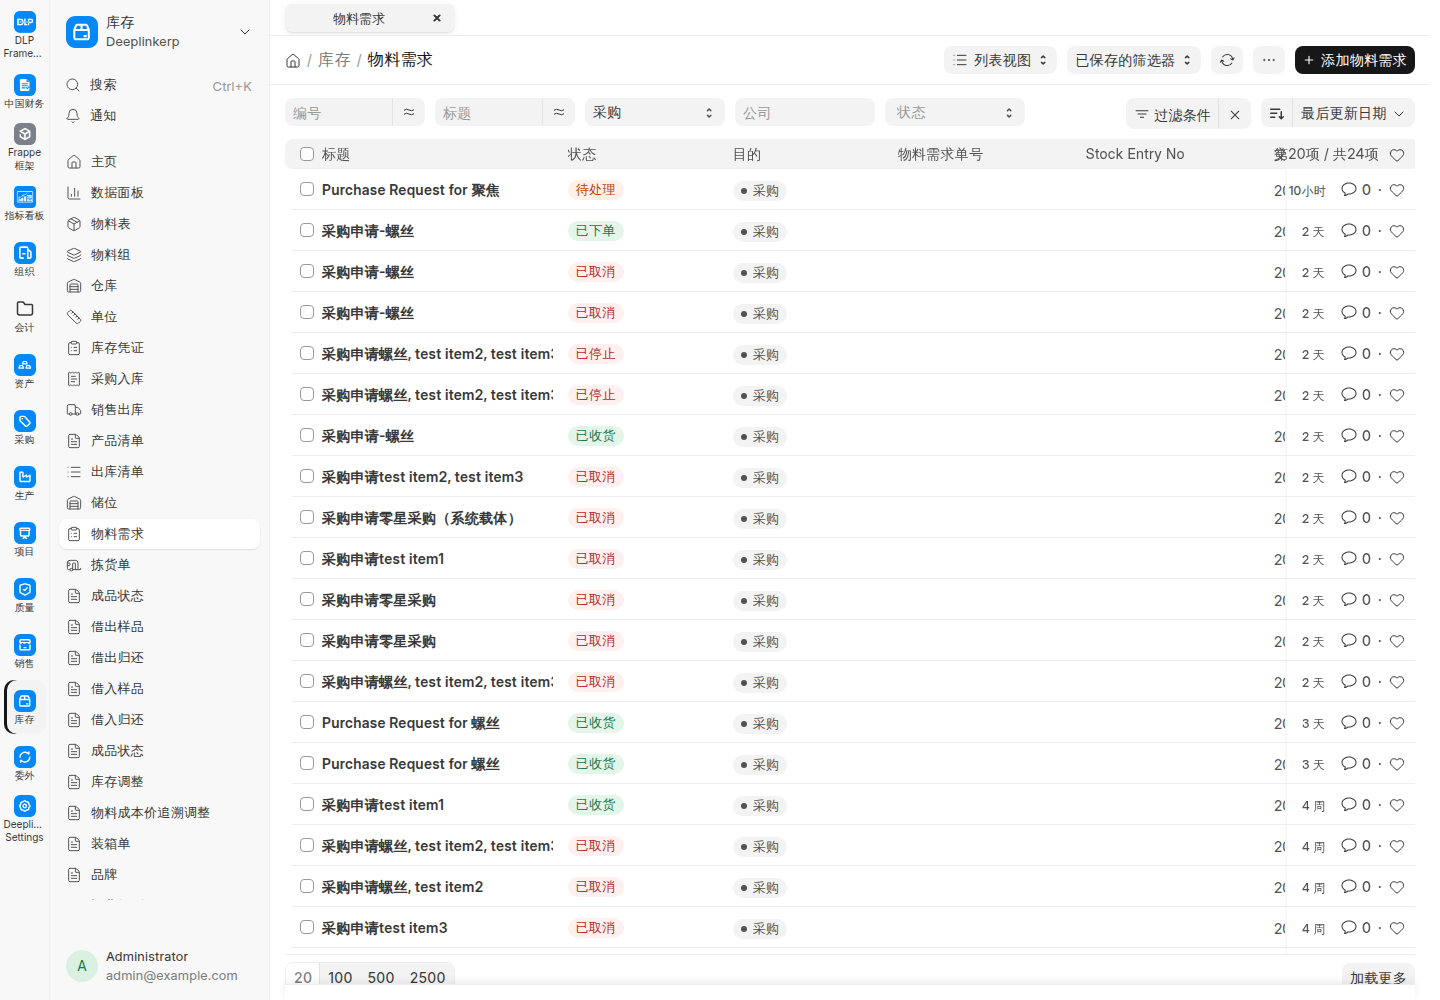 DLP
Frame...
中国财务
Frappe
框架
指标看板
组织
会计
资产
采购
生产
项目
质量
销售
库存
委外
Deepli...
Settings
库存
Deeplinkerp
搜索 Ctrl+K
通知
主页
数据面板
物料表
物料组
仓库
单位
库存凭证
采购入库
销售出库
产品清单
出库清单
储位
物料需求
拣货单
成品状态
借出样品
借出归还
借入样品
借入归还
成品状态
库存调整
物料成本价追溯调整
装箱单
品牌
A
Administrator
admin@example.com
物料需求 ×
/ 库存 / 物料需求
列表视图 已保存的筛选器 ··· + 添加物料需求
编号 ≈ 标题 ≈ 采购 公司 状态 过滤条件 × 最后更新日期
标题 状态 目的 物料需求单号 Stock Entry No 第20项 / 共24项
Purchase Request for 聚焦 待处理 采购 10小时 0 ·
采购申请-螺丝 已下单 采购 2 天 0 ·
采购申请-螺丝 已取消 采购 2 天 0 ·
采购申请-螺丝 已取消 采购 2 天 0 ·
采购申请螺丝, test item2, test item3 已停止 采购 2 天 0 ·
采购申请螺丝, test item2, test item3 已停止 采购 2 天 0 ·
采购申请-螺丝 已收货 采购 2 天 0 ·
采购申请test item2, test item3 已取消 采购 2 天 0 ·
采购申请零星采购（系统载体） 已取消 采购 2 天 0 ·
采购申请test item1 已取消 采购 2 天 0 ·
采购申请零星采购 已取消 采购 2 天 0 ·
采购申请零星采购 已取消 采购 2 天 0 ·
采购申请螺丝, test item2, test item3 已取消 采购 2 天 0 ·
Purchase Request for 螺丝 已收货 采购 3 天 0 ·
Purchase Request for 螺丝 已收货 采购 3 天 0 ·
采购申请test item1 已收货 采购 4 周 0 ·
采购申请螺丝, test item2, test item3 已取消 采购 4 周 0 ·
采购申请螺丝, test item2 已取消 采购 4 周 0 ·
采购申请test item3 已取消 采购 4 周 0 ·
20 100 500 2500 加载更多